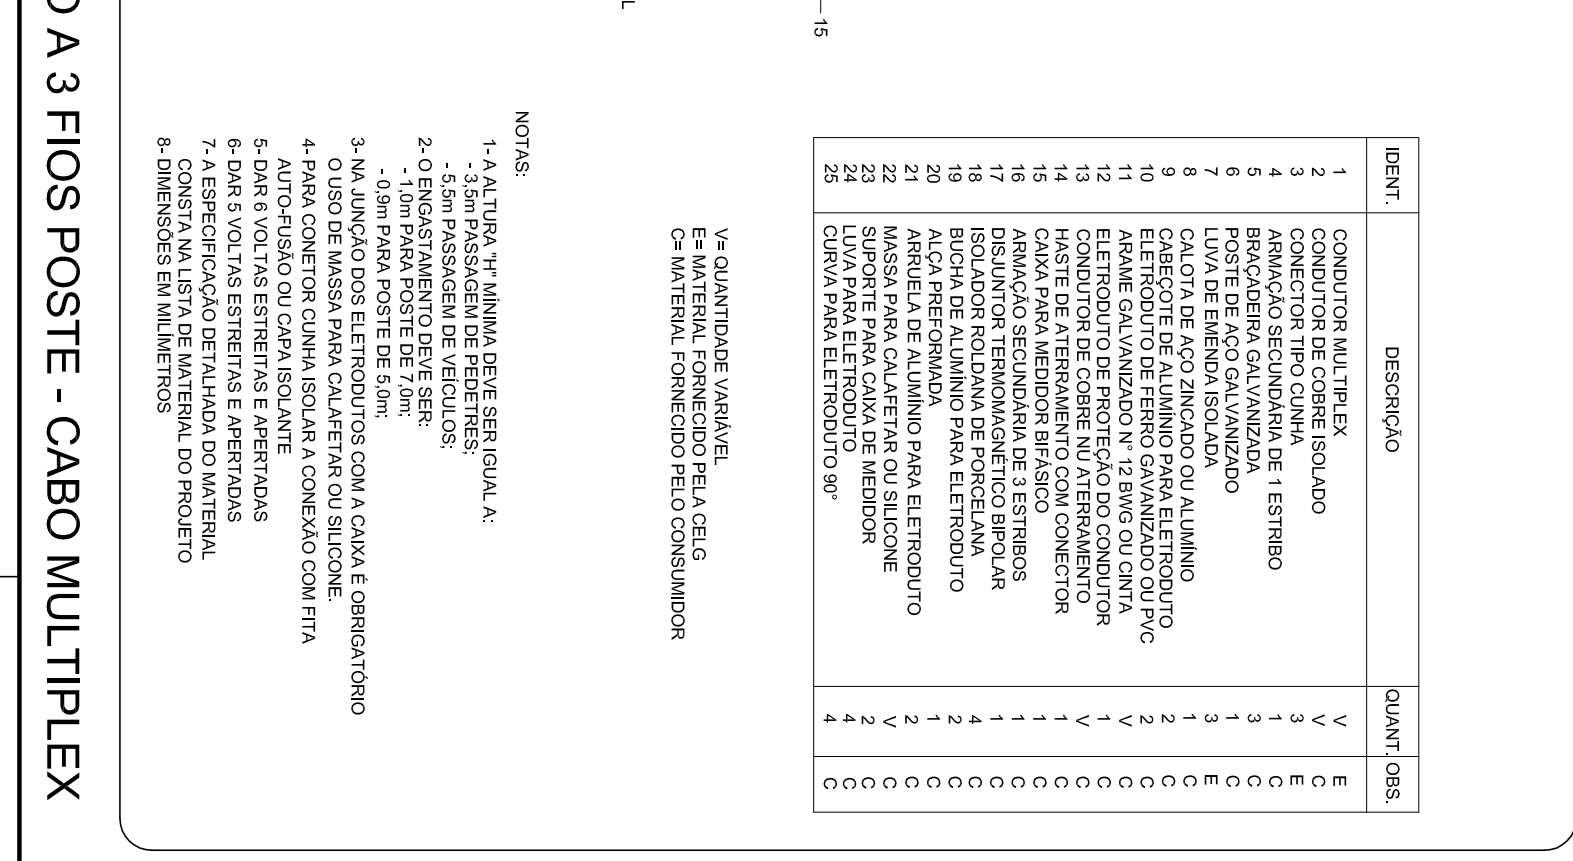 IDENT. DESCRIÇÃO QUANT. OBS.
1 CONDUTOR MULTIPLEX V E
2 CONDUTOR DE COBRE ISOLADO V C
3 CONECTOR TIPO CUNHA 3 E
4 ARMAÇÃO SECUNDÁRIA DE 1 ESTRIBO 1 C
5 BRAÇADEIRA GALVANIZADA 3 C
6 POSTE DE AÇO GALVANIZADO 1 C
7 LUVA DE EMENDA ISOLADA 3 E
8 CALOTA DE AÇO ZINCADO OU ALUMÍNIO 1 C
9 CABEÇOTE DE ALUMÍNIO PARA ELETRODUTO 2 C
10 ELETRODUTO DE FERRO GAVANIZADO OU PVC 2 C
11 ARAME GALVANIZADO N° 12 BWG OU CINTA V C
12 ELETRODUTO DE PROTEÇÃO DO CONDUTOR 1 C
13 CONDUTOR DE COBRE NU ATERRAMENTO V C
14 HASTE DE ATERRAMENTO COM CONECTOR 1 C
15 CAIXA PARA MEDIDOR BIFÁSICO 1 C
16 ARMAÇÃO SECUNDÁRIA DE 3 ESTRIBOS 1 C
17 DISJUNTOR TERMOMAGNÉTICO BIPOLAR 1 C
18 ISOLADOR ROLDANA DE PORCELANA 4 C
19 BUCHA DE ALUMÍNIO PARA ELETRODUTO 2 C
20 ALÇA PREFORMADA 1 C
21 ARRUELA DE ALUMÍNIO PARA ELETRODUTO 2 C
22 MASSA PARA CALAFETAR OU SILICONE V C
23 SUPORTE PARA CAIXA DE MEDIDOR 2 C
24 LUVA PARA ELETRODUTO 4 C
25 CURVA PARA ELETRODUTO 90° 4 C
15
V= QUANTIDADE VARIÁVEL
E= MATERIAL FORNECIDO PELA CELG
C= MATERIAL FORNECIDO PELO CONSUMIDOR
L
NOTAS:
1- A ALTURA "H" MÍNIMA DEVE SER IGUAL A:
- 3,5m PASSAGEM DE PEDETRES;
- 5,5m PASSAGEM DE VEÍCULOS;
2- O ENGASTAMENTO DEVE SER:
- 1,0m PARA POSTE DE 7,0m;
- 0,9m PARA POSTE DE 5,0m;
3- NA JUNÇÃO DOS ELETRODUTOS COM A CAIXA É OBRIGATÓRIO
O USO DE MASSA PARA CALAFETAR OU SILICONE.
4- PARA CONETOR CUNHA ISOLAR A CONEXÃO COM FITA
AUTO-FUSÃO OU CAPA ISOLANTE
5- DAR 6 VOLTAS ESTREITAS E APERTADAS
6- DAR 5 VOLTAS ESTREITAS E APERTADAS
7- A ESPECIFICAÇÃO DETALHADA DO MATERIAL
CONSTA NA LISTA DE MATERIAL DO PROJETO
8- DIMENSÕES EM MILÍMETROS
O A 3 FIOS POSTE - CABO MULTIPLEX